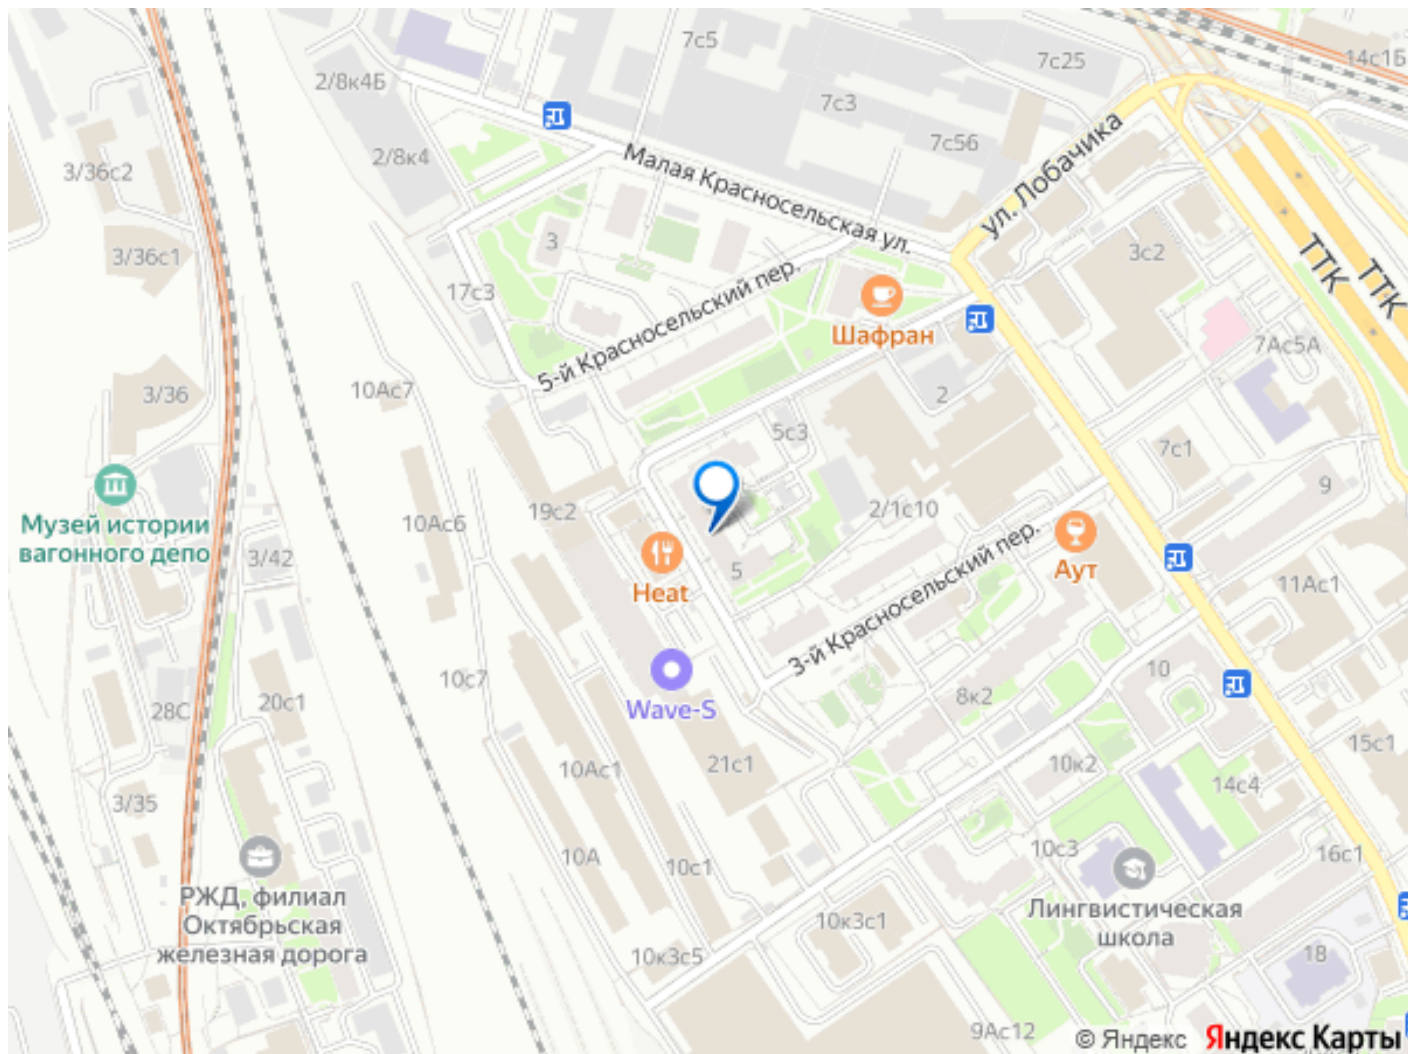 7с5
7с25
14с1Б
2/8к4Б
7с3
7с56
2/8к4
3/36с2
Малая Красносельская ул.
ул. Лобачика
3
3/36с1
17с3
3с2
ТТК
ТТК
5-й Красносельский пер.
Шафран
7Ас5А
3/36
10Ас7
2
5с3
7с1
9
Музей истории
вагонного депо
19с2
10Ас6
2/1с10
3/42
Heat
5
3-й Красносельский пер.
Аут
11Ас1
10с7
Wave-S
8к2
10
28С
20с1
15с1
10Ас1
21с1
10к2
14с4
3/35
10А
10с1
10с3
16с1
РЖД, филиал
Октябрьская
железная дорога
Лингвистическая
школа
10к3с1
10к3с5
18
9Ас12
© Яндекс Яндекс Карты